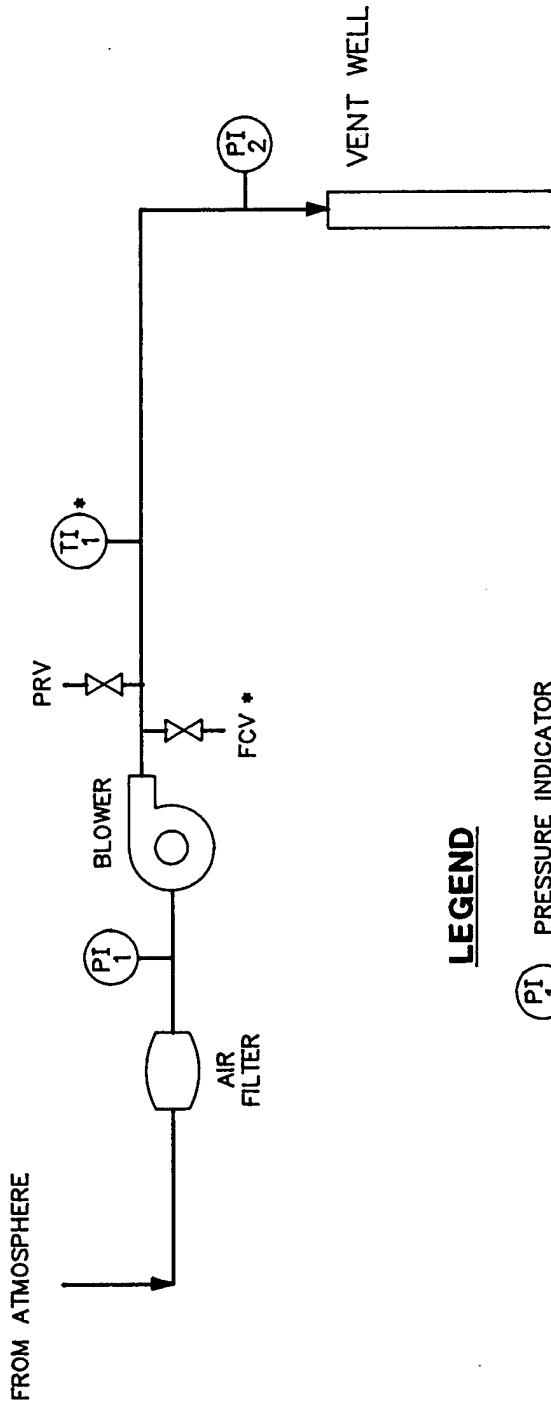 FROM ATMOSPHERE
AIR
FILTER
PI
1
BLOWER
PRV
FCV *
TI
1 *
PI
2
VENT WELL
LEGEND
PI
1
PRESSURE INDICATOR